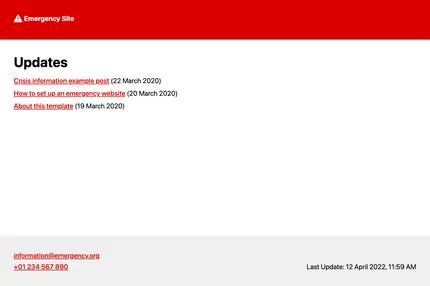 ⚠ Emergency Site
Updates
Crisis information example post (22 March 2020)
How to set up an emergency website (20 March 2020)
About this template (19 March 2020)
information@emergency.org
+01 234 567 890
Last Update: 12 April 2022, 11:59 AM